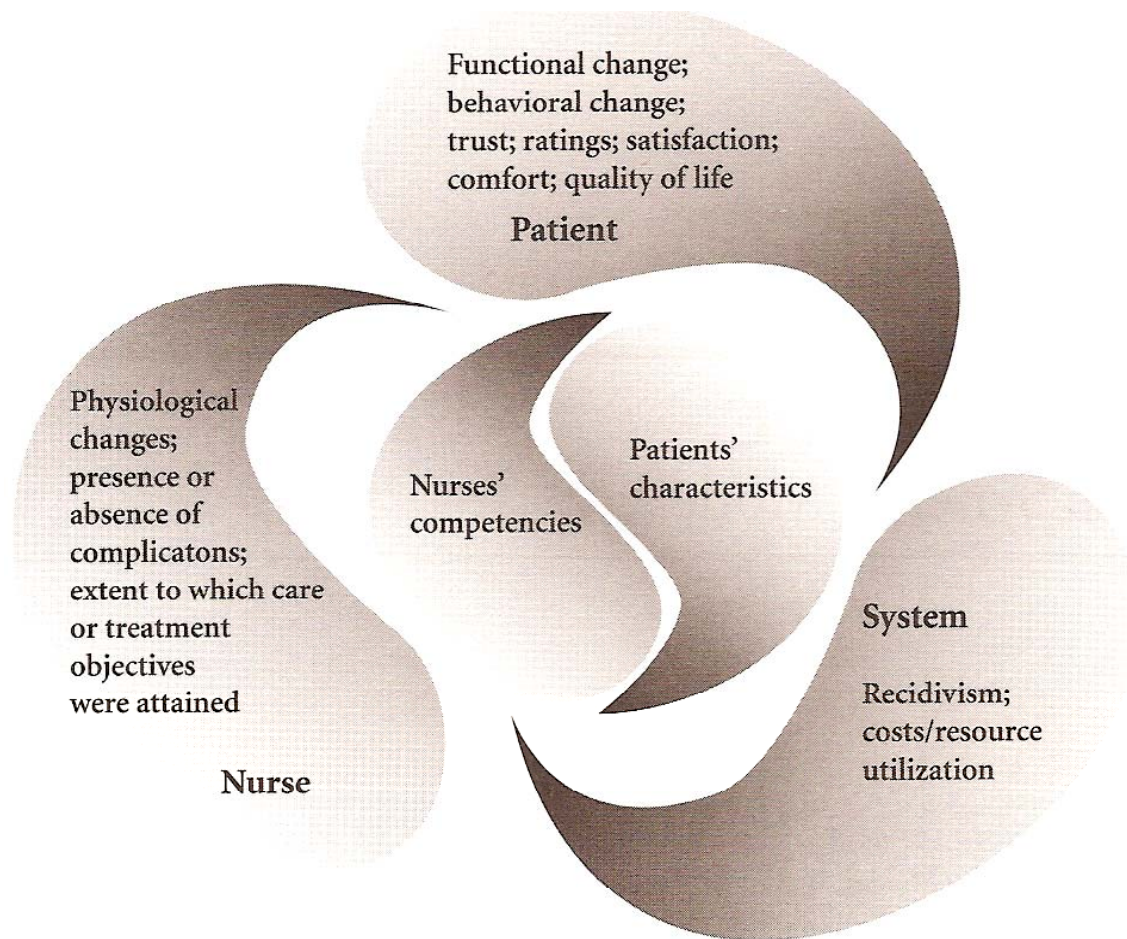 Functional change;
behavioral change;
trust; ratings; satisfaction;
comfort; quality of life
Patient
Physiological
changes;
presence or
absence of
complicatons;
extent to which care
or treatment
objectives
were attained
Nurse
Nurses’
competencies
Patients’
characteristics
System
Recidivism;
costs/resource
utilization